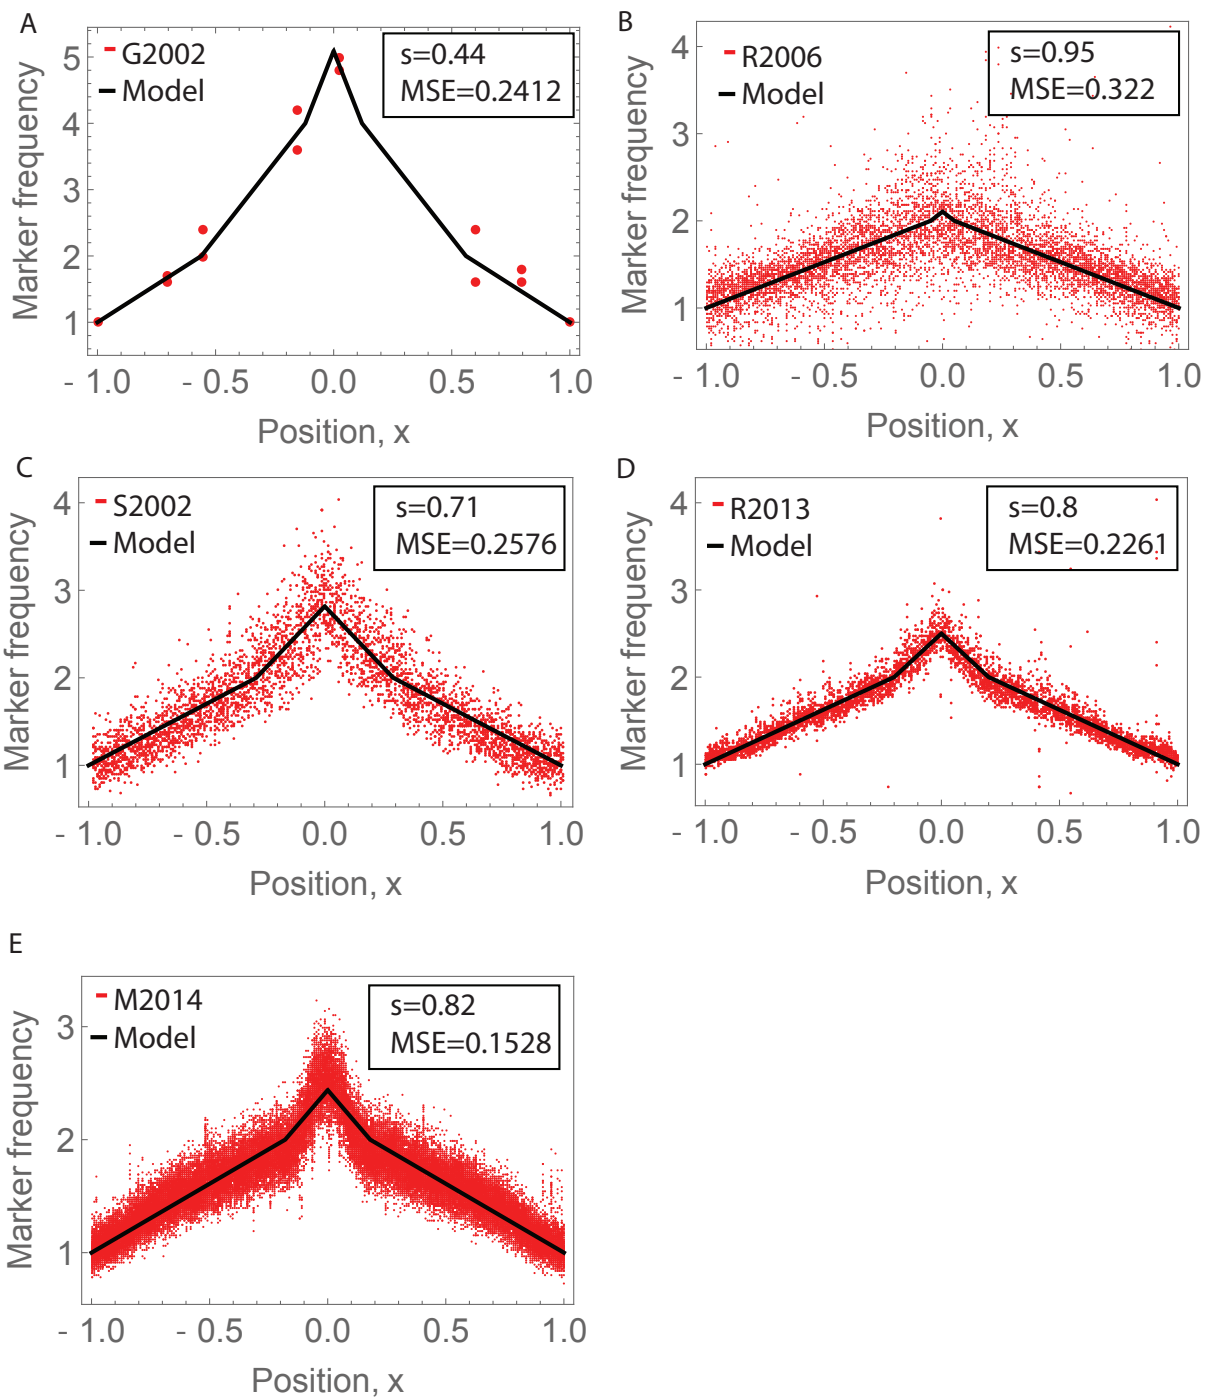 A
G2002
Model
s=0.44
MSE=0.2412
Marker frequency
5
4
3
2
1
- 1.0 - 0.5 0.0 0.5 1.0
Position, x
B
R2006
Model
s=0.95
MSE=0.322
Marker frequency
4
3
2
1
- 1.0 - 0.5 0.0 0.5 1.0
Position, x
C
S2002
Model
s=0.71
MSE=0.2576
Marker frequency
4
3
2
1
- 1.0 - 0.5 0.0 0.5 1.0
Position, x
D
R2013
Model
s=0.8
MSE=0.2261
Marker frequency
4
3
2
1
- 1.0 - 0.5 0.0 0.5 1.0
Position, x
E
M2014
Model
s=0.82
MSE=0.1528
Marker frequency
3
2
1
- 1.0 - 0.5 0.0 0.5 1.0
Position, x